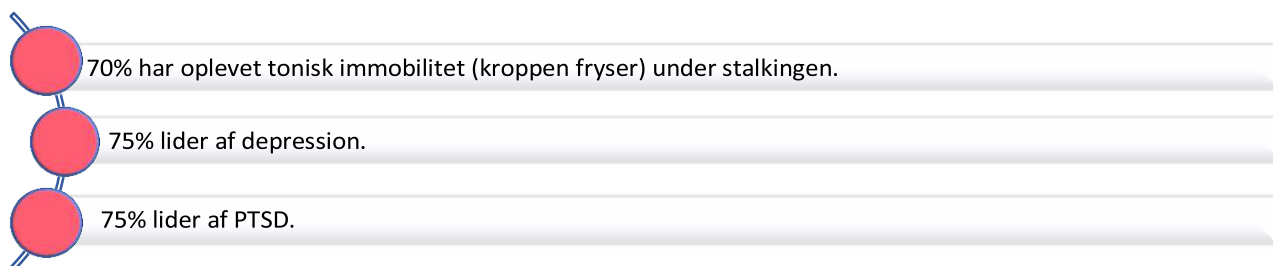 70% har oplevet tonisk immobilitet (kroppen fryser) under stalkingen.
75% lider af depression.
75% lider af PTSD.